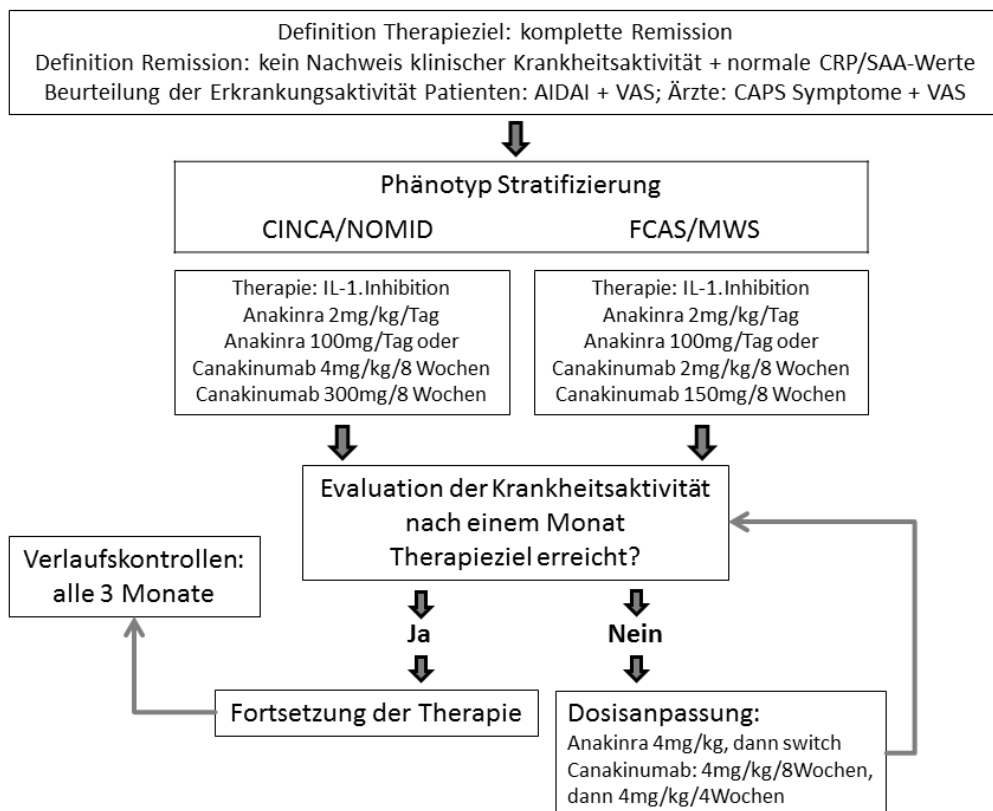 Definition Therapieziel: komplette Remission
Definition Remission: kein Nachweis klinischer Krankheitsaktivität + normale CRP/SAA-Werte
Beurteilung der Erkrankungsaktivität Patienten: AIDAI + VAS; Ärzte: CAPS Symptome + VAS
Phänotyp Stratifizierung
CINCA/NOMID
FCAS/MWS
Therapie: IL-1.Inhibition
Anakinra 2mg/kg/Tag
Anakinra 100mg/Tag oder
Canakinumab 4mg/kg/8 Wochen
Canakinumab 300mg/8 Wochen
Therapie: IL-1.Inhibition
Anakinra 2mg/kg/Tag
Anakinra 100mg/Tag oder
Canakinumab 2mg/kg/8 Wochen
Canakinumab 150mg/8 Wochen
Evaluation der Krankheitsaktivität
nach einem Monat
Therapieziel erreicht?
Verlaufskontrollen:
alle 3 Monate
Ja
Nein
Fortsetzung der Therapie
Dosisanpassung:
Anakinra 4mg/kg, dann switch
Canakinumab: 4mg/kg/8Wochen,
dann 4mg/kg/4Wochen